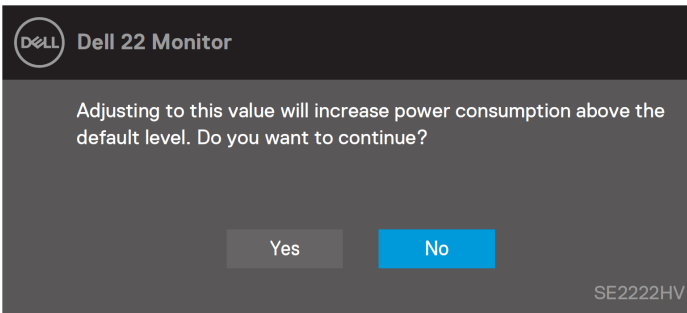 DELL
Dell 22 Monitor
Adjusting to this value will increase power consumption above the
default level. Do you want to continue?
Yes
No
SE2222HV